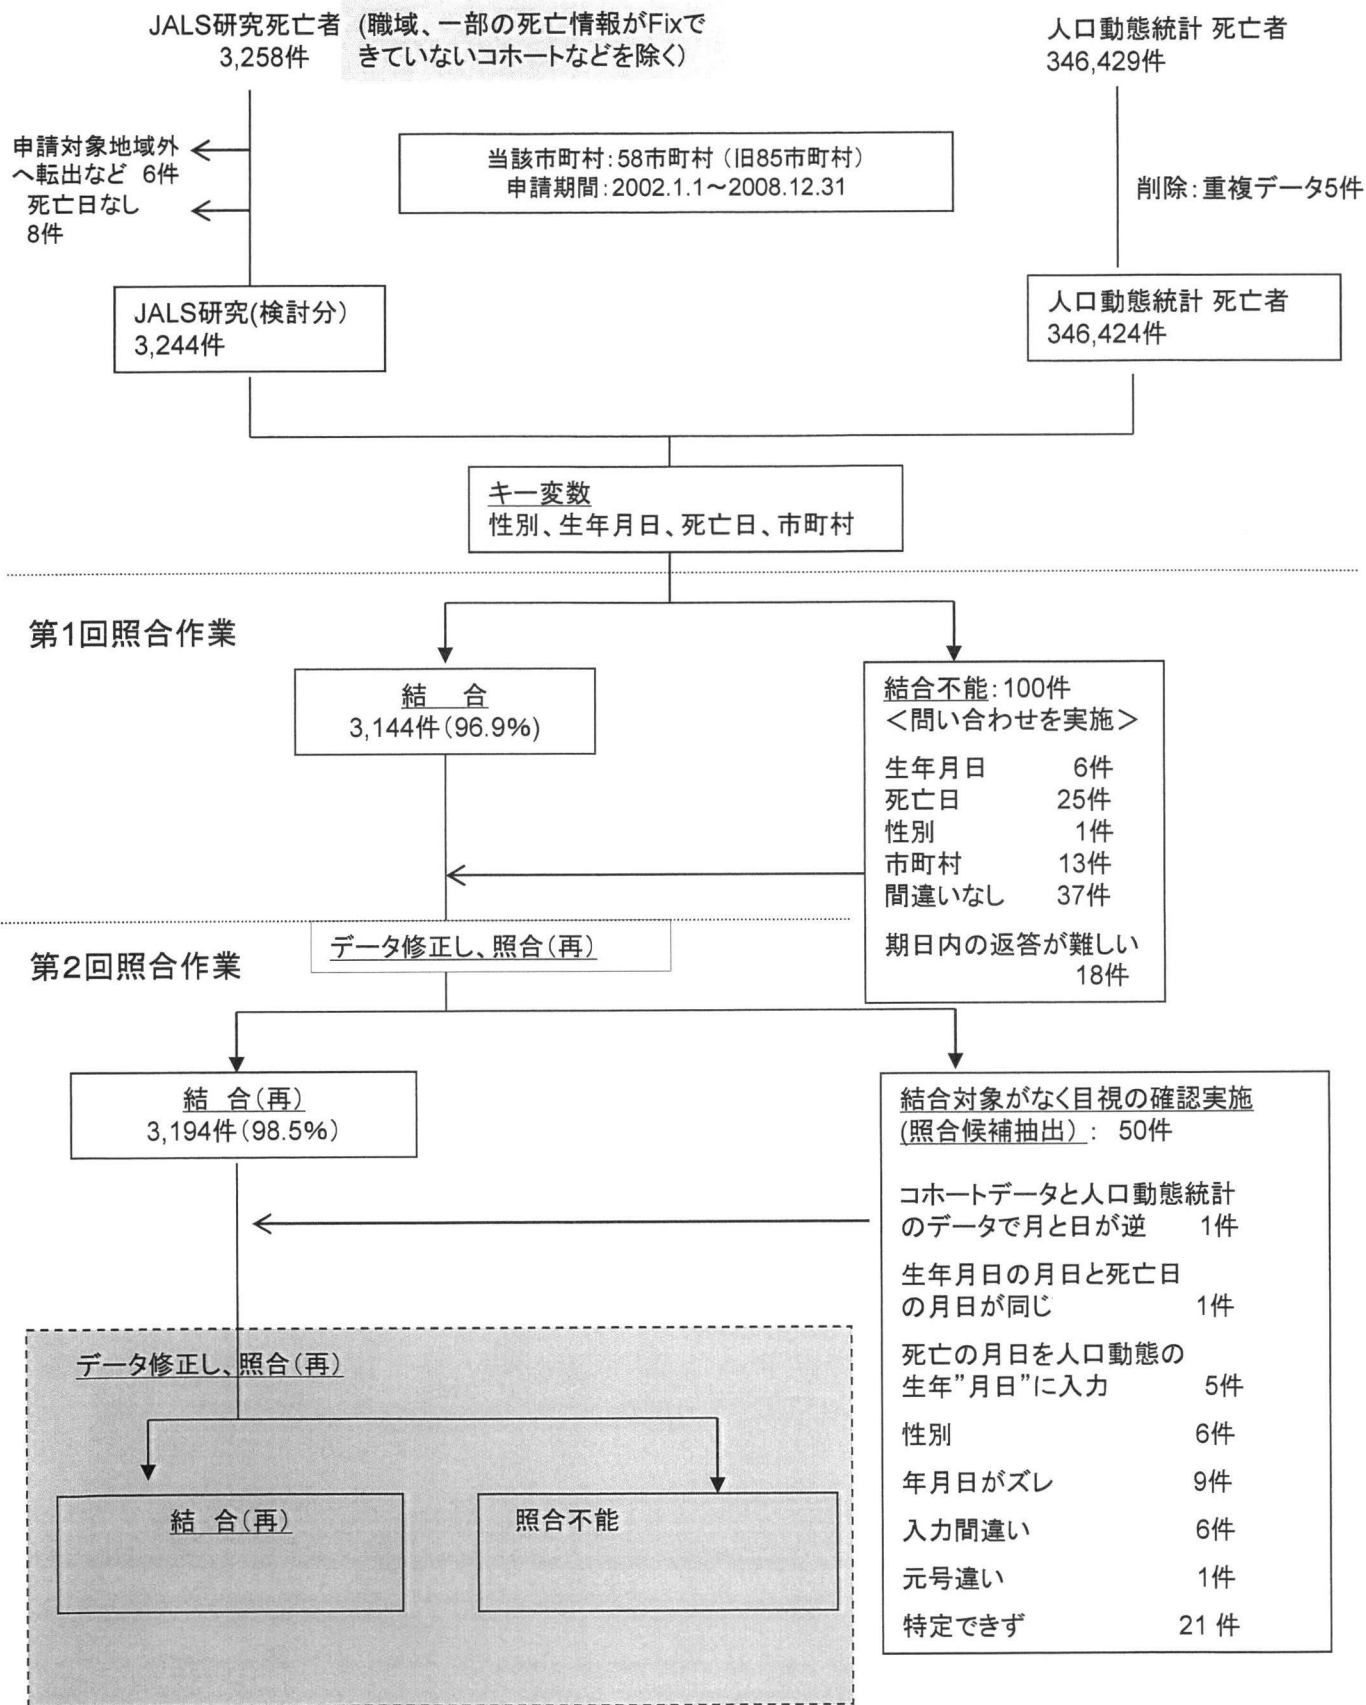 JALS研究死亡者 (職域、一部の死亡情報がFixで
3,258件 きていないコホートなどを除く)
人口動態統計 死亡者
346,429件
申請対象地域外
へ転出など 6件
死亡日なし
8件
当該市町村:58市町村(旧85市町村)
申請期間:2002.1.1~2008.12.31
削除:重複データ5件
JALS研究(検討分)
3,244件
人口動態統計 死亡者
346,424件
キー変数
性別、生年月日、死亡日、市町村
第1回照合作業
結 合
3,144件(96.9%)
結合不能:100件
<問い合わせを実施>
生年月日 6件
死亡日 25件
性別 1件
市町村 13件
間違いなし 37件
期日内の返答が難しい
18件
第2回照合作業
データ修正し、照合(再)
結 合(再)
3,194件(98.5%)
結合対象がなく目視の確認実施
(照合候補抽出): 50件
コホートデータと人口動態統計
のデータで月と日が逆 1件
生年月日の月日と死亡日
の月日が同じ 1件
死亡の月日を人口動態の
生年”月日”に入力 5件
性別 6件
年月日がズレ 9件
入力間違い 6件
元号違い 1件
特定できず 21 件
データ修正し、照合(再)
結 合(再)
照合不能